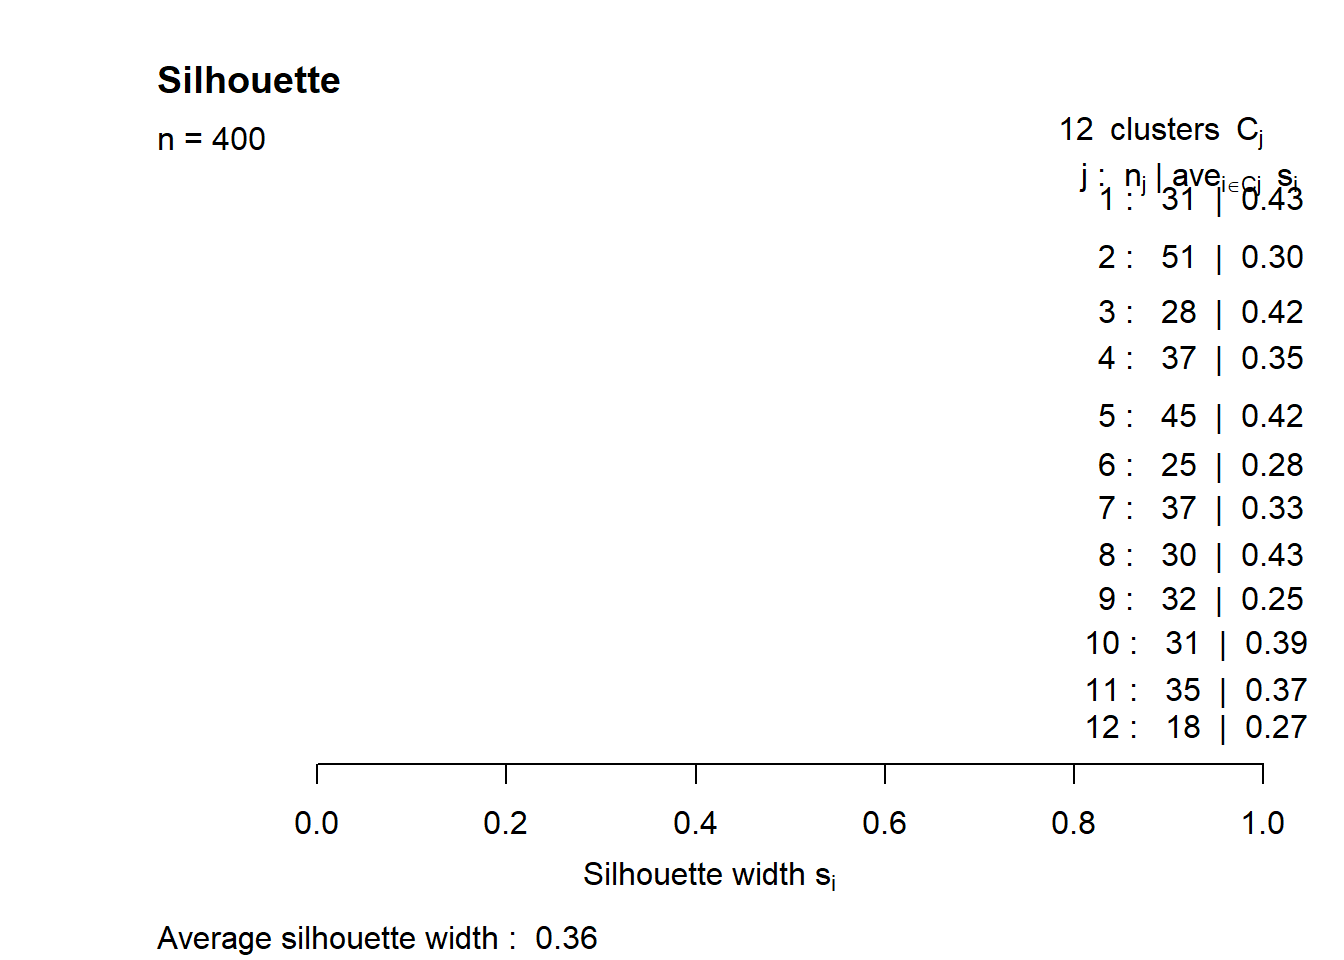 Silhouette
n = 400
12 clusters Cj
j : nj | avei∈Cj si
1 : 31 | 0.43
2 : 51 | 0.30
3 : 28 | 0.42
4 : 37 | 0.35
5 : 45 | 0.42
6 : 25 | 0.28
7 : 37 | 0.33
8 : 30 | 0.43
9 : 32 | 0.25
10 : 31 | 0.39
11 : 35 | 0.37
12 : 18 | 0.27
0.0 0.2 0.4 0.6 0.8 1.0
Silhouette width si
Average silhouette width : 0.36